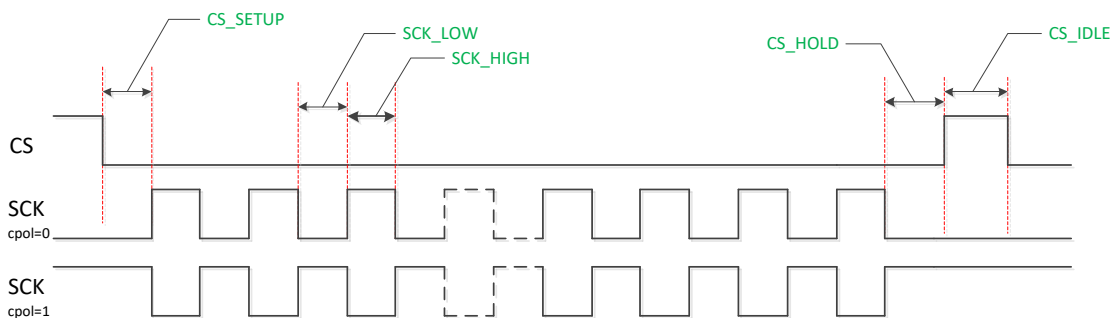 CS_SETUP
SCK_LOW
SCK_HIGH
CS_HOLD
CS_IDLE
CS
SCK
cpol=0
SCK
cpol=1